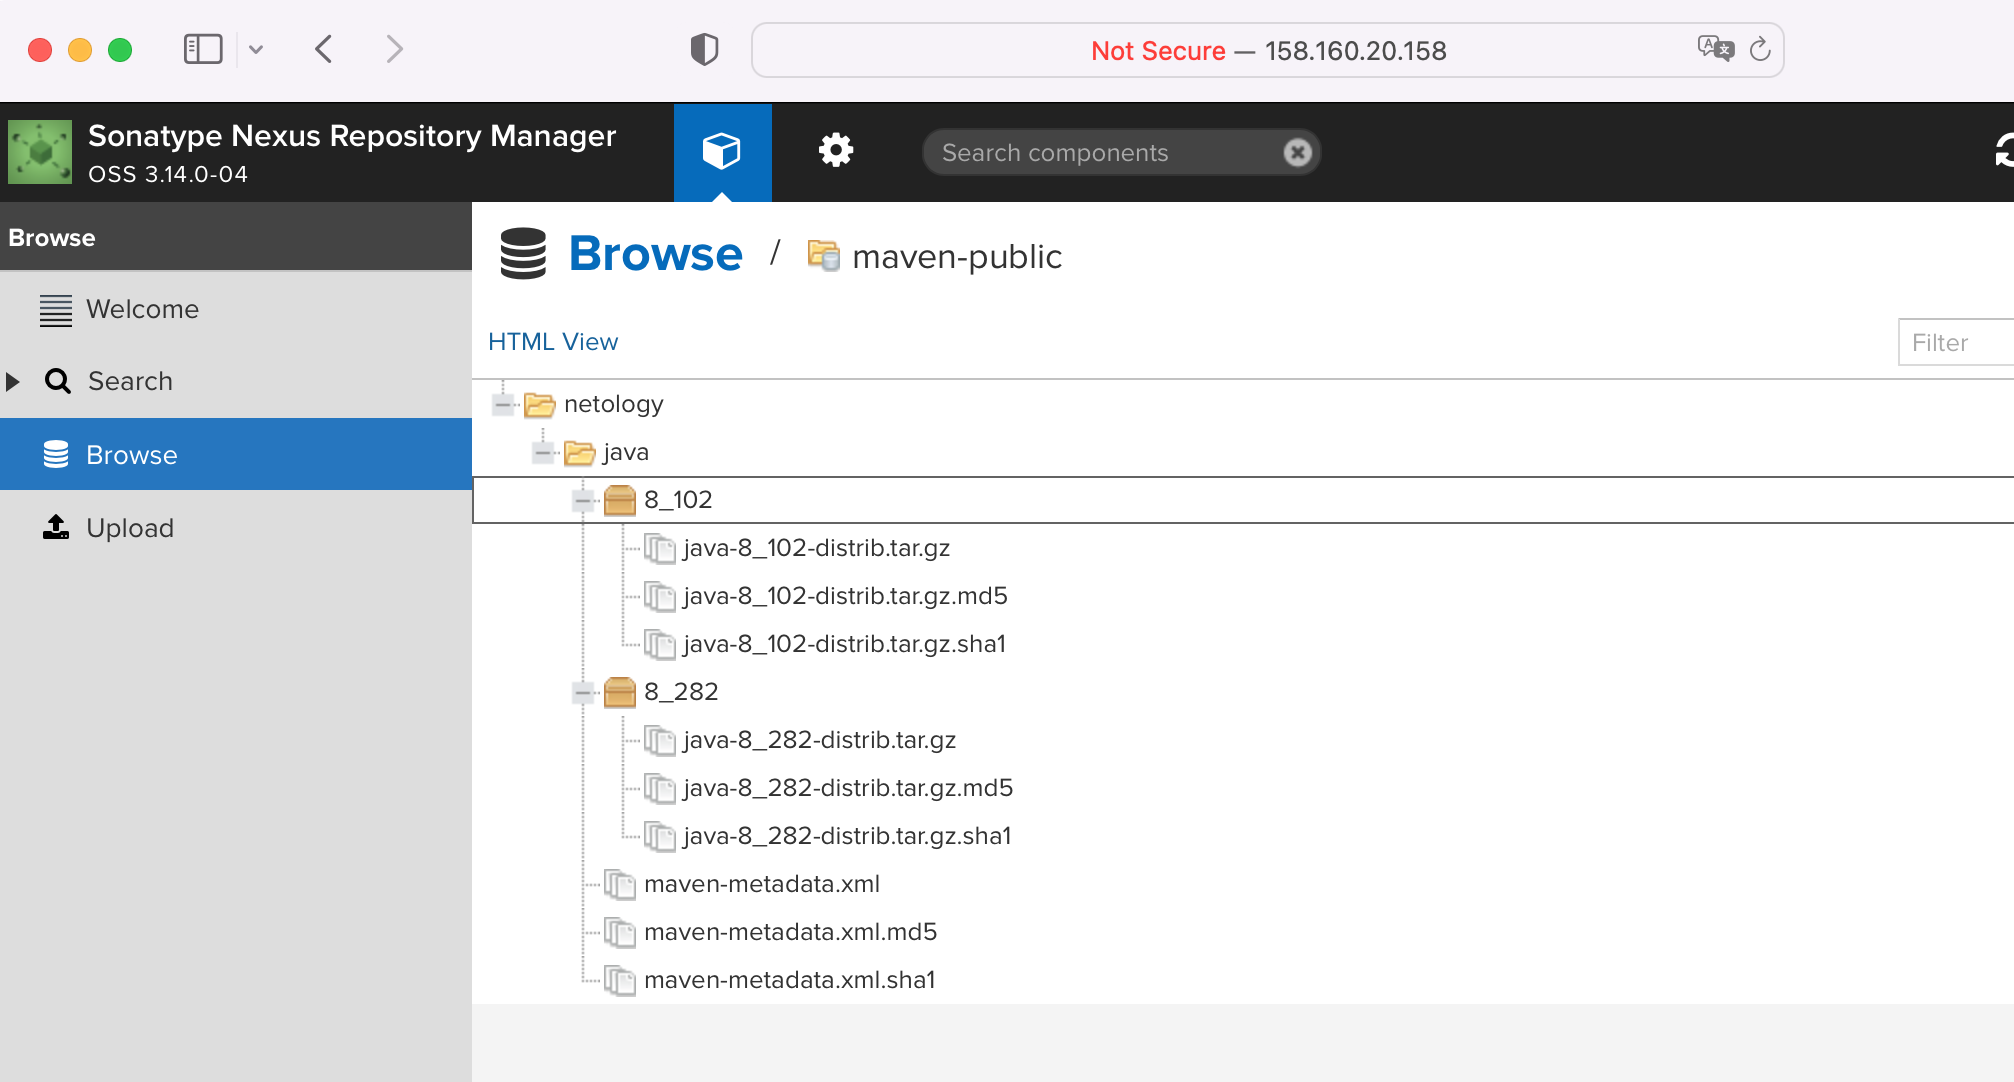 Not Secure — 158.160.20.158
Sonatype Nexus Repository Manager
OSS 3.14.0-04
Search components
Browse
Welcome
Search
Browse
Upload
Browse / maven-public
HTML View
Filter
netology
java
8_102
java-8_102-distrib.tar.gz
java-8_102-distrib.tar.gz.md5
java-8_102-distrib.tar.gz.sha1
8_282
java-8_282-distrib.tar.gz
java-8_282-distrib.tar.gz.md5
java-8_282-distrib.tar.gz.sha1
maven-metadata.xml
maven-metadata.xml.md5
maven-metadata.xml.sha1